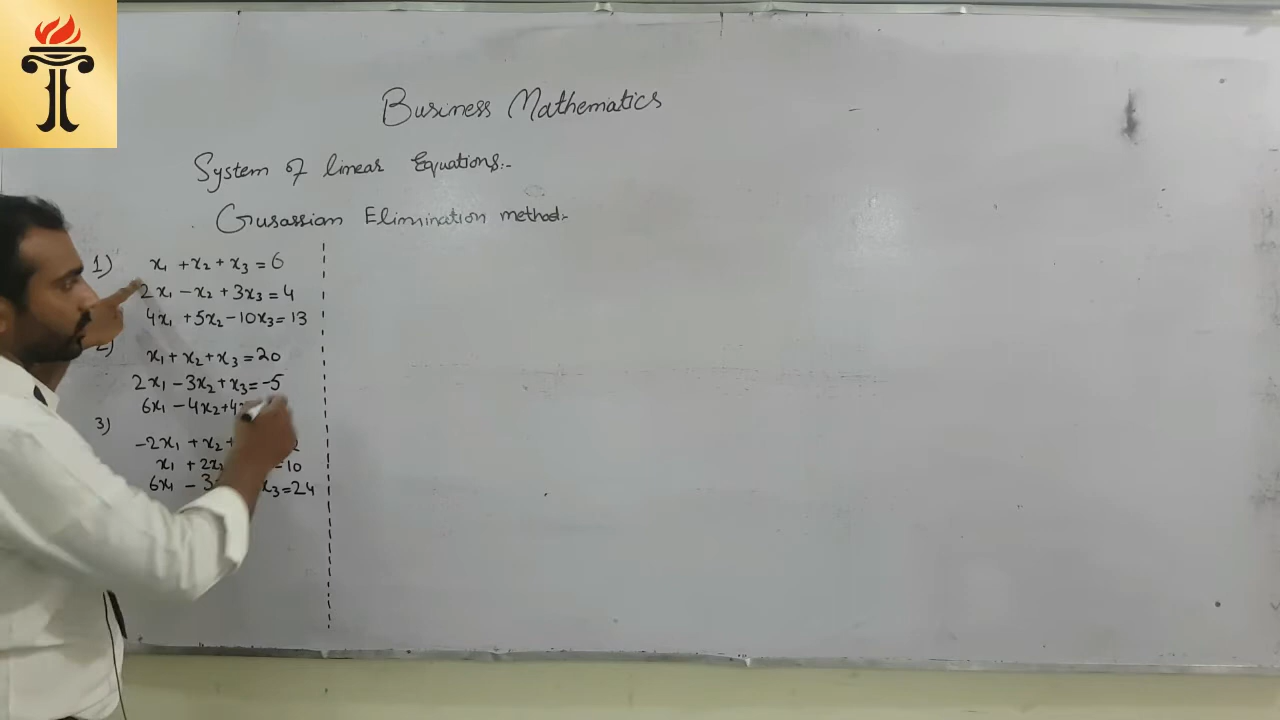 Business Mathematics
System of linear Equations:-
Gusassian Elimination method:-
1) x₁ + x₂ + x₃ = 6
2x₁ - x₂ + 3x₃ = 4
4x₁ + 5x₂ - 10x₃ = 13
2)
x₁ + x₂ + x₃ = 20
2x₁ - 3x₂ + x₃ = -5
6x₁ - 4x₂ + 4
3)
-2x₁ + x₂ +
x₁ + 2x₂ = 10
6x₁ - 3 x₃ = 24